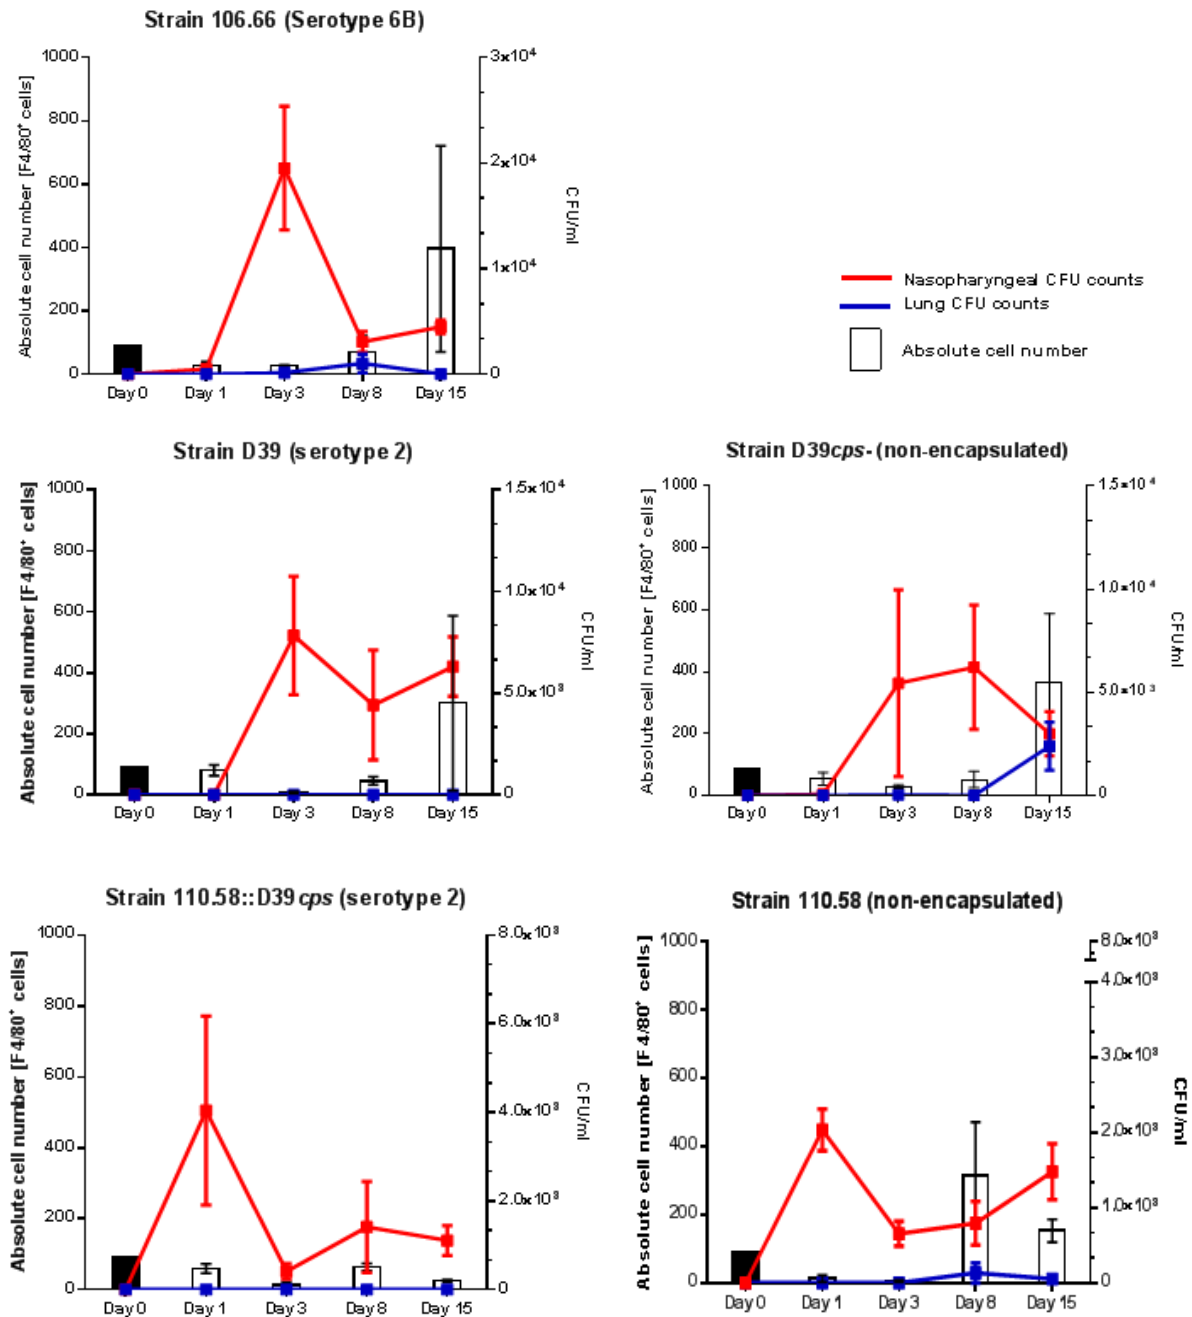 Strain 106.66 (Serotype 6B)
Absolute cell number [F4/80⁺ cells]
1000
800
600
400
200
0
3x10⁴
2x10⁴
1x10⁴
0
CFU/ml
Day 0 Day 1 Day 3 Day 8 Day 15
Nasopharyngeal CFU counts
Lung CFU counts
Absolute cell number
Strain D39 (serotype 2)
Absolute cell number [F4/80⁺ cells]
1000
800
600
400
200
0
1.5x10⁴
1.0x10⁴
5.0x10³
0
CFU/ml
Day 0 Day 1 Day 3 Day 8 Day 15
Strain D39cps- (non-encapsulated)
Absolute cell number [F4/80⁺ cells]
1000
800
600
400
200
0
1.5x10⁴
1.0x10⁴
5.0x10³
0
CFU/ml
Day 0 Day 1 Day 3 Day 8 Day 15
Strain 110.58::D39cps (serotype 2)
Absolute cell number [F4/80⁺ cells]
1000
800
600
400
200
0
8.0x10³
6.0x10³
4.0x10³
2.0x10³
0
CFU/ml
Day 0 Day 1 Day 3 Day 8 Day 15
Strain 110.58 (non-encapsulated)
Absolute cell number [F4/80⁺ cells]
1000
800
600
400
200
0
8.0x10³
4.0x10³
3.0x10³
2.0x10³
1.0x10³
0
CFU/ml
Day 0 Day 1 Day 3 Day 8 Day 15